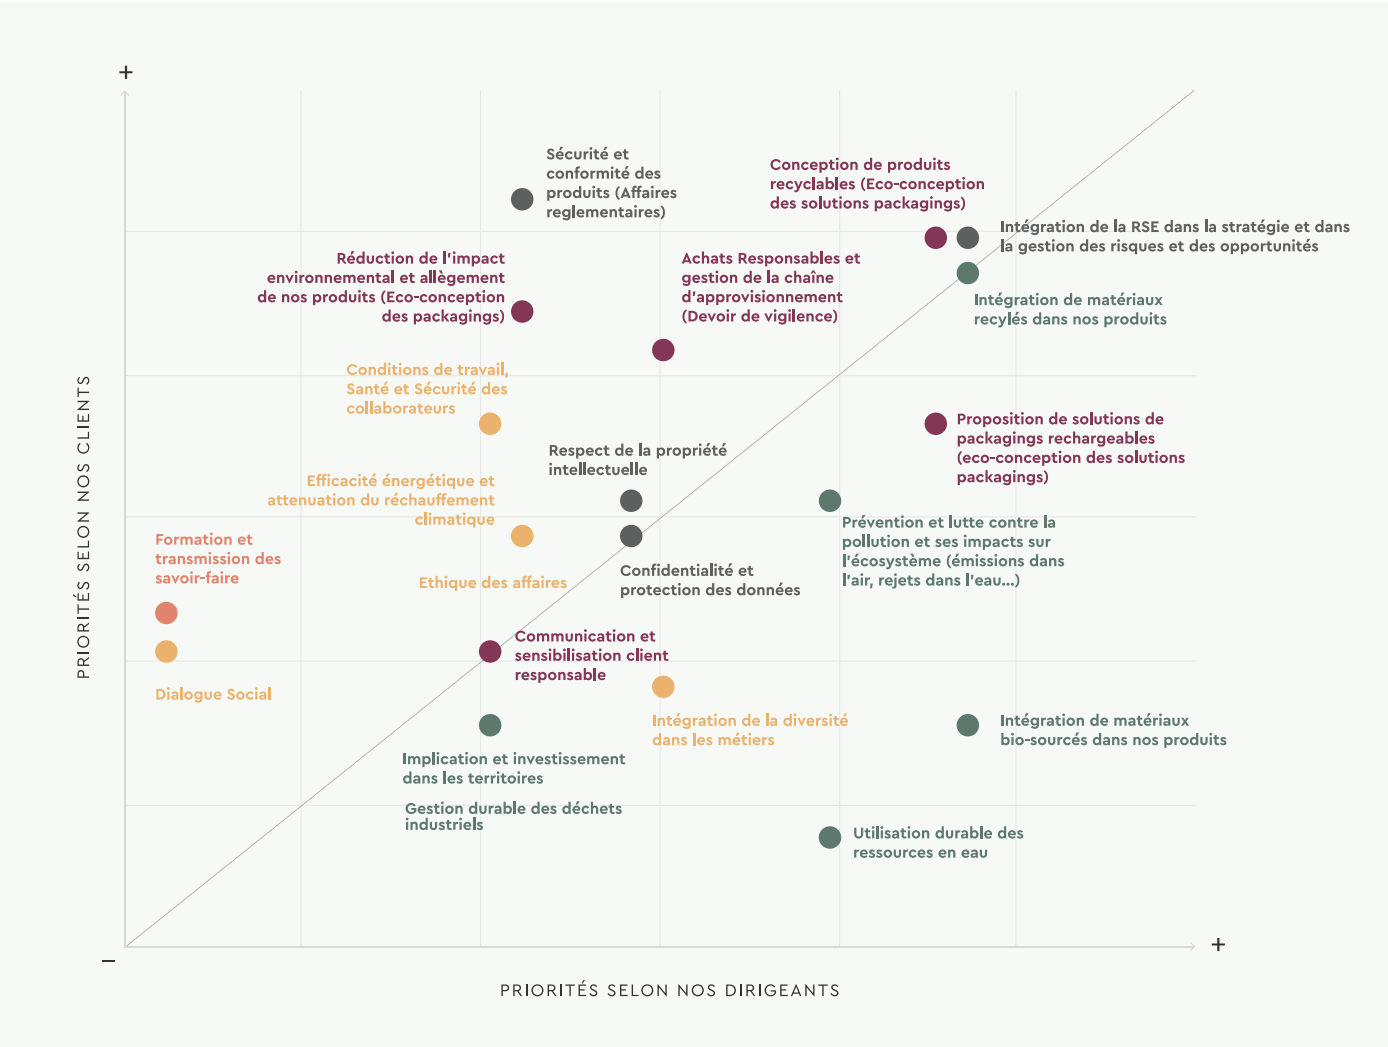 +
Sécurité et
conformité des
produits (Affaires
reglementaires)
Conception de produits
recyclables (Eco-conception
des solutions packagings)
Intégration de la RSE dans la stratégie et dans
la gestion des risques et des opportunités
Réduction de l'impact
environnemental et allègement
de nos produits (Eco-conception
des packagings)
Achats Responsables et
gestion de la chaîne
d'approvisionnement
(Devoir de vigilence)
Intégration de matériaux
recylés dans nos produits
Conditions de travail,
Santé et Sécurité des
collaborateurs
Proposition de solutions de
packagings rechargeables
(eco-conception des solutions
packagings)
Respect de la propriété
intellectuelle
Efficacité énergétique et
attenuation du réchauffement
climatique
Prévention et lutte contre la
pollution et ses impacts sur
l'écosystème (émissions dans
l'air, rejets dans l'eau...)
Formation et
transmission des
savoir-faire
Ethique des affaires
Confidentialité et
protection des données
Communication et
sensibilisation client
responsable
Dialogue Social
Intégration de la diversité
dans les métiers
Intégration de matériaux
bio-sourcés dans nos produits
Implication et investissement
dans les territoires
Gestion durable des déchets
industriels
Utilisation durable des
ressources en eau
PRIORITÉS SELON NOS CLIENTS
–
+
PRIORITÉS SELON NOS DIRIGEANTS